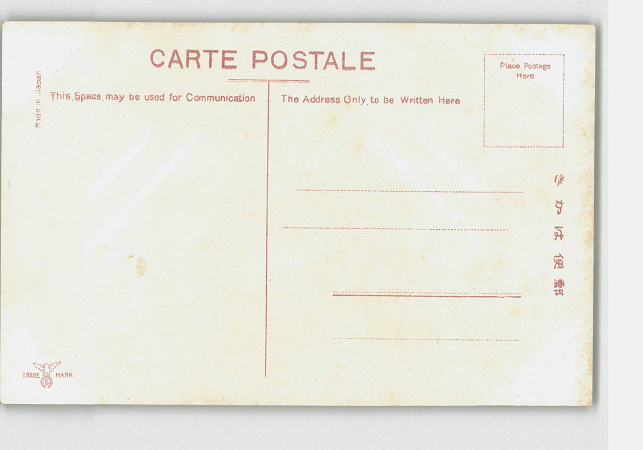 CARTE POSTALE
Made in Japan
This Space may be used for Communication
The Address Only to be Written Here
Place Postage
Here
きかは便郵
TRADE MARK